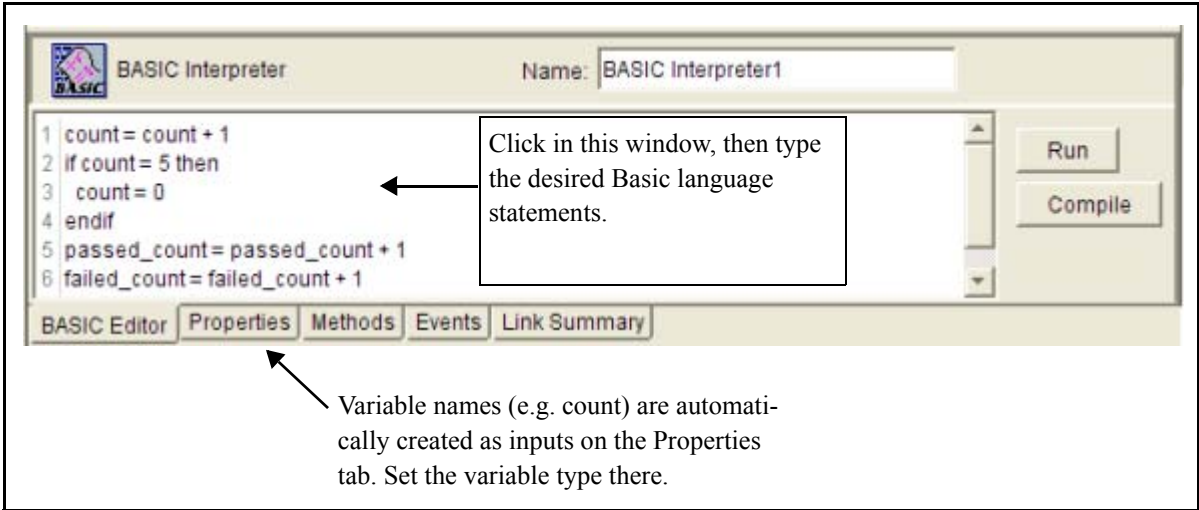 BASIC
BASIC Interpreter
Name: BASIC Interpreter1
1 count = count + 1
2 if count = 5 then
3 count = 0
4 endif
5 passed_count = passed_count + 1
6 failed_count = failed_count + 1
Click in this window, then type
the desired Basic language
statements.
Run
Compile
BASIC Editor Properties Methods Events Link Summary
Variable names (e.g. count) are automati-
cally created as inputs on the Properties
tab. Set the variable type there.